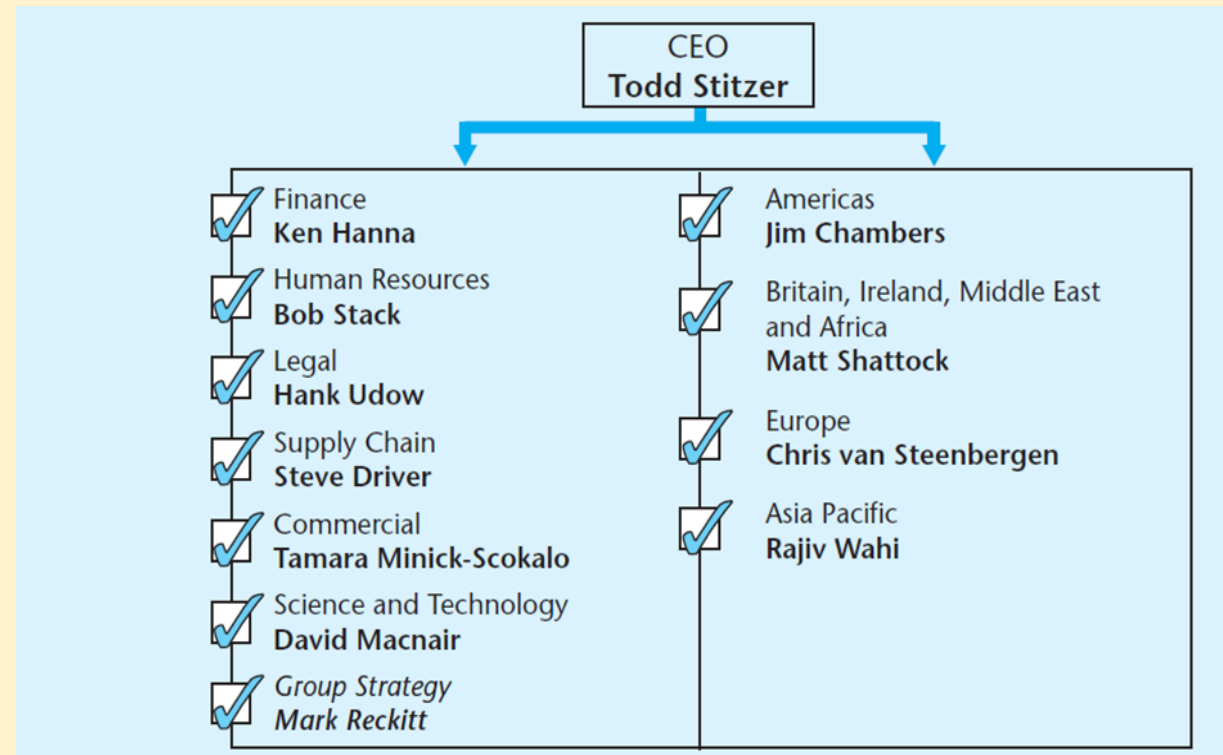 CEO
Todd Stitzer
Finance
Ken Hanna
Human Resources
Bob Stack
Legal
Hank Udow
Supply Chain
Steve Driver
Commercial
Tamara Minick-Scokalo
Science and Technology
David Macnair
Group Strategy
Mark Reckitt
Americas
Jim Chambers
Britain, Ireland, Middle East
and Africa
Matt Shattock
Europe
Chris van Steenbergen
Asia Pacific
Rajiv Wahi